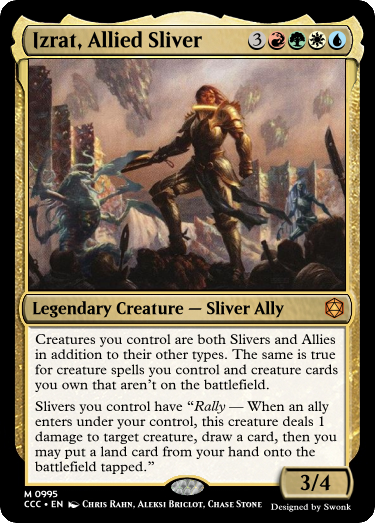 Izrat, Allied Sliver 3
Legendary Creature — Sliver Ally
Creatures you control are both Slivers and Allies
in addition to their other types. The same is true
for creature spells you control and creature cards
you own that aren't on the battlefield.
Slivers you control have “Rally — When an ally
enters under your control, this creature deals 1
damage to target creature, draw a card, then you
may put a land card from your hand onto the
battlefield tapped.”
3/4
M 0995
CCC • EN Chris Rahn, Aleksi Briclot, Chase Stone
Designed by Swonk